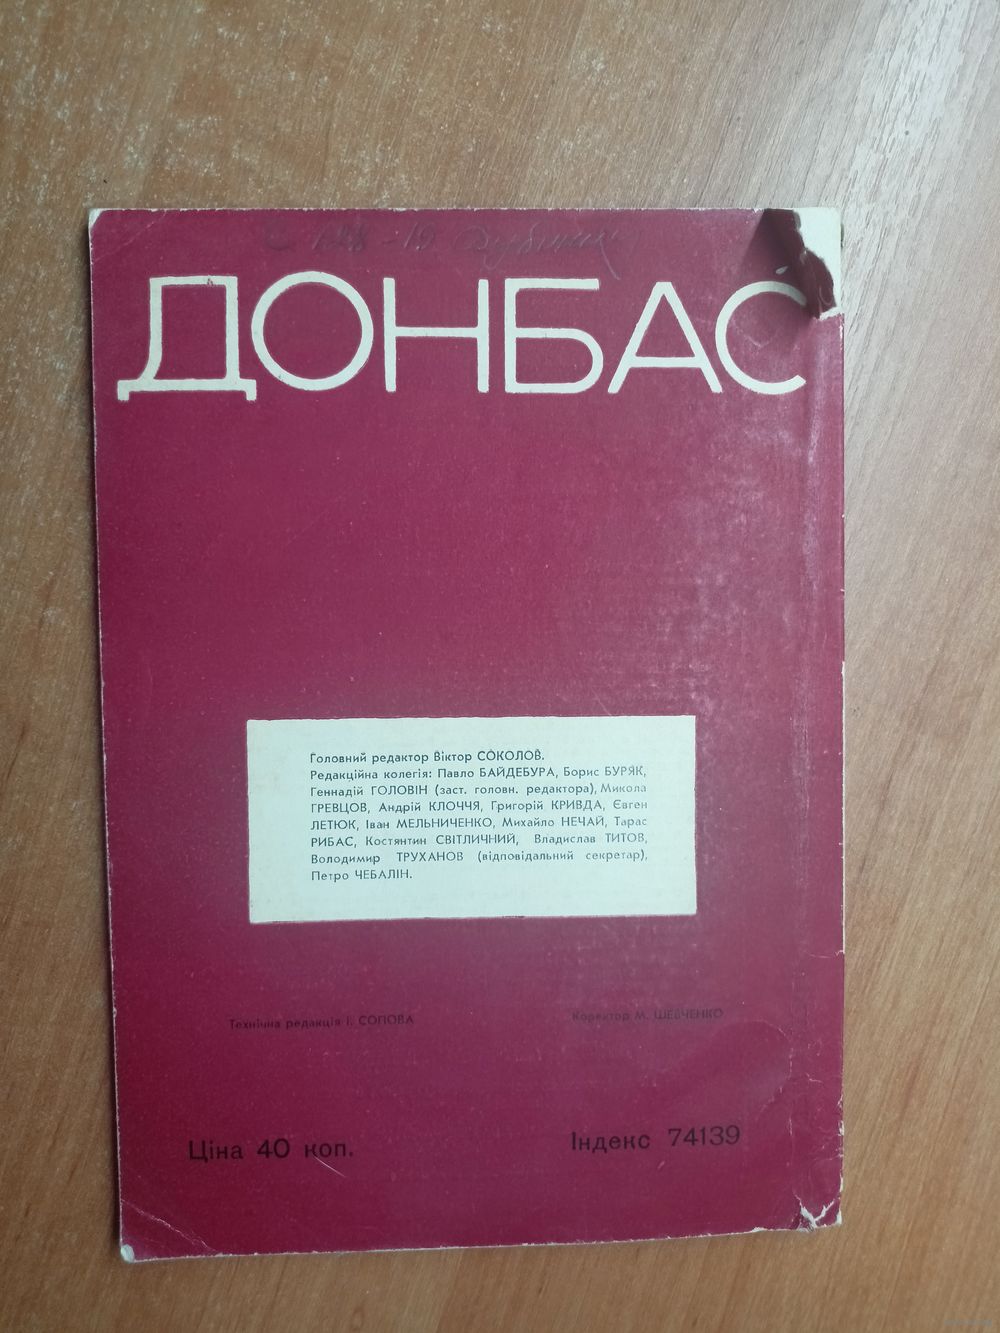 ДОНБАС
Головний редактор Віктор СОКОЛОВ.
Редакційна колегія: Павло БАЙДЕБУРА, Борис БУРЯК,
Геннадій ГОЛОВІН (заст. головн. редактора), Микола
ГРЕВЦОВ, Андрій КЛОЧЧЯ, Григорій КРИВДА, Євген
ЛЕТЮК, Іван МЕЛЬНИЧЕНКО, Михайло НЕЧАЙ, Тарас
РИБАС, Костянтин СВІТЛИЧНИЙ, Владислав ТИТОВ,
Володимир ТРУХАНОВ (відповідальний секретар),
Петро ЧЕБАЛІН.
Технічна редакція І. СОПОВА Коректор М. ШЕВЧЕНКО
Ціна 40 коп. Індекс 74139